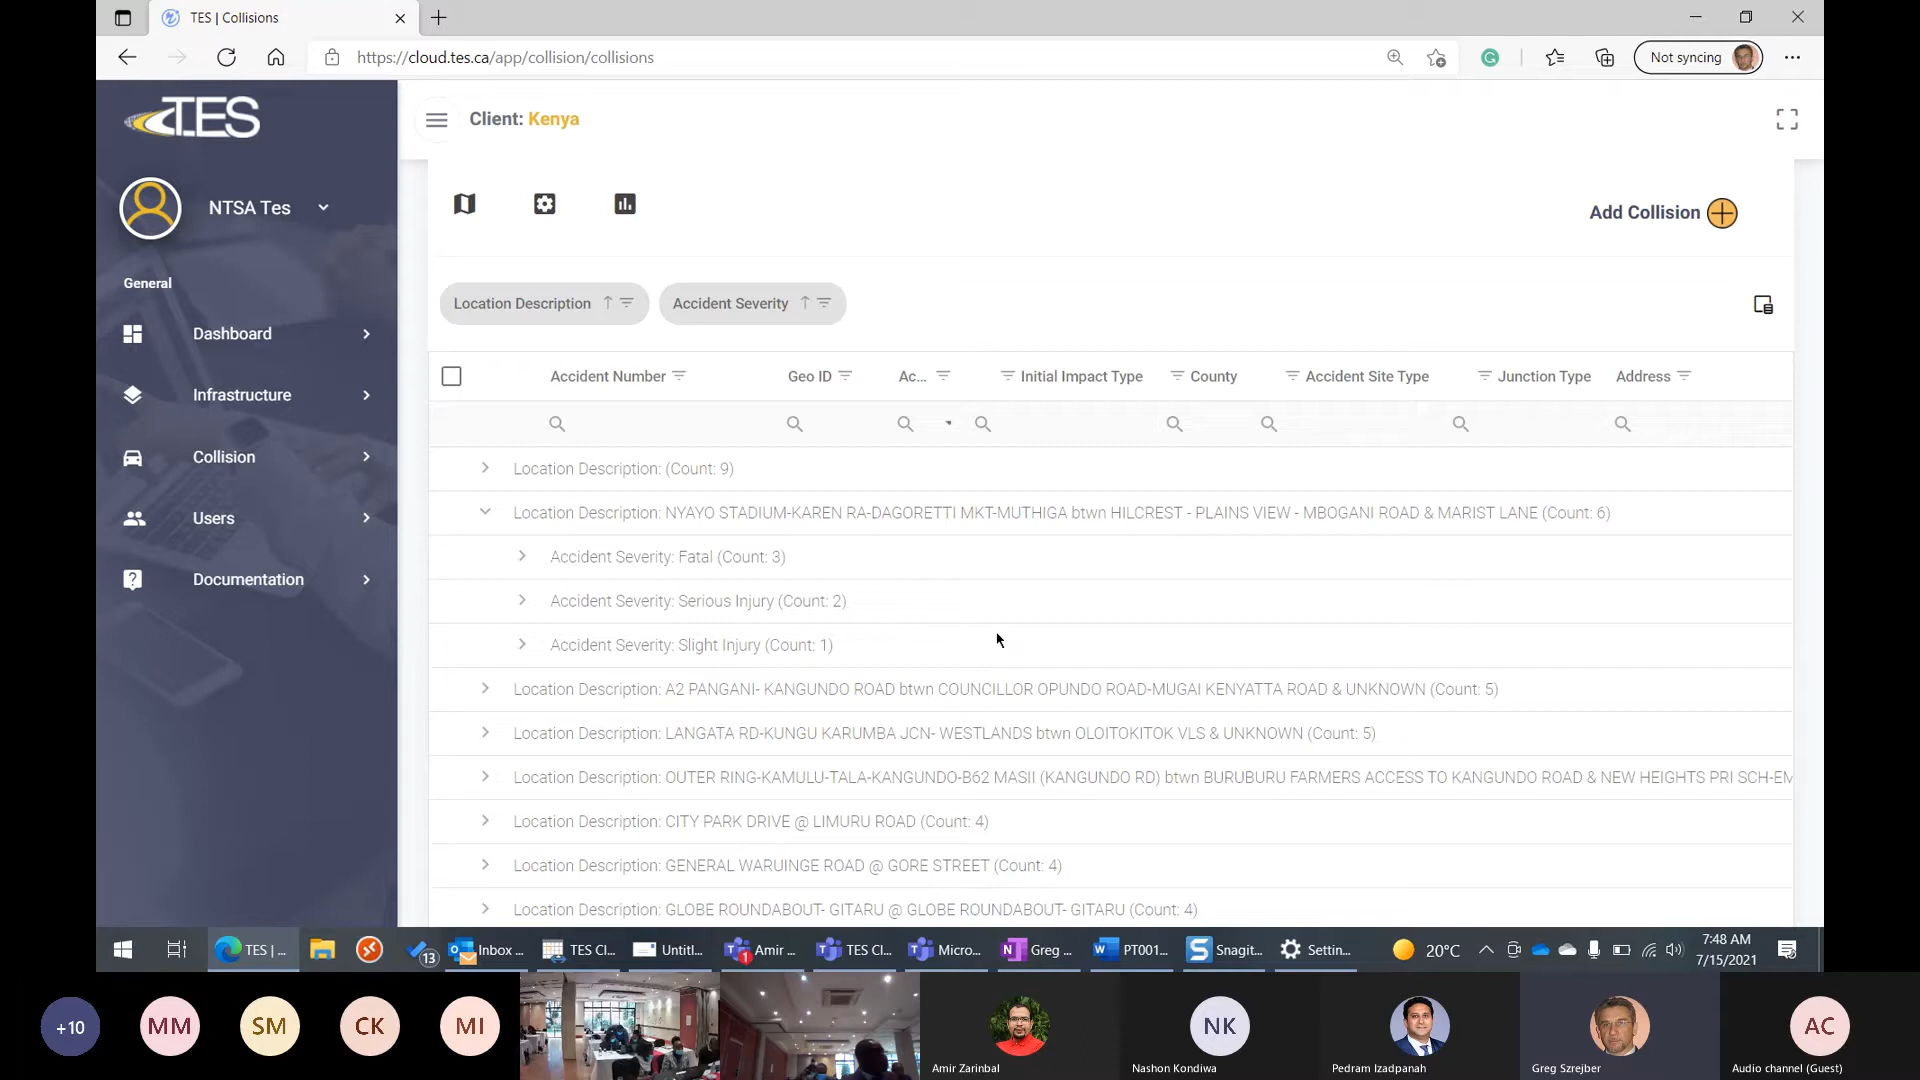 TES | Collisions
https://cloud.tes.ca/app/collision/collisions
Not syncing
TES
Client: Kenya
NTSA Tes
Add Collision
General
Location Description
Accident Severity
Dashboard
Infrastructure
Collision
Users
Documentation
Accident Number
Geo ID
Ac...
Initial Impact Type
County
Accident Site Type
Junction Type
Address
Location Description: (Count: 9)
Location Description: NYAYO STADIUM-KAREN RA-DAGORETTI MKT-MUTHIGA btwn HILCREST - PLAINS VIEW - MBOGANI ROAD & MARIST LANE (Count: 6)
Accident Severity: Fatal (Count: 3)
Accident Severity: Serious Injury (Count: 2)
Accident Severity: Slight Injury (Count: 1)
Location Description: A2 PANGANI- KANGUNDO ROAD btwn COUNCILLOR OPUNDO ROAD-MUGAI KENYATTA ROAD & UNKNOWN (Count: 5)
Location Description: LANGATA RD-KUNGU KARUMBA JCN- WESTLANDS btwn OLOITOKITOK VLS & UNKNOWN (Count: 5)
Location Description: OUTER RING-KAMULU-TALA-KANGUNDO-B62 MASII (KANGUNDO RD) btwn BURUBURU FARMERS ACCESS TO KANGUNDO ROAD & NEW HEIGHTS PRI SCH-EM
Location Description: CITY PARK DRIVE @ LIMURU ROAD (Count: 4)
Location Description: GENERAL WARUINGE ROAD @ GORE STREET (Count: 4)
Location Description: GLOBE ROUNDABOUT- GITARU @ GLOBE ROUNDABOUT- GITARU (Count: 4)
TES | ...
13
Inbox ...
TES Cl...
Untitl...
1
Amir ...
TES Cl...
Micro...
Greg ...
PT001...
Snagit...
Settin...
20°C
7:48 AM
7/15/2021
+10
MM
SM
CK
MI
Amir Zarinbal
NK
Nashon Kondiwa
Pedram Izadpanah
Greg Szrejber
AC
Audio channel (Guest)